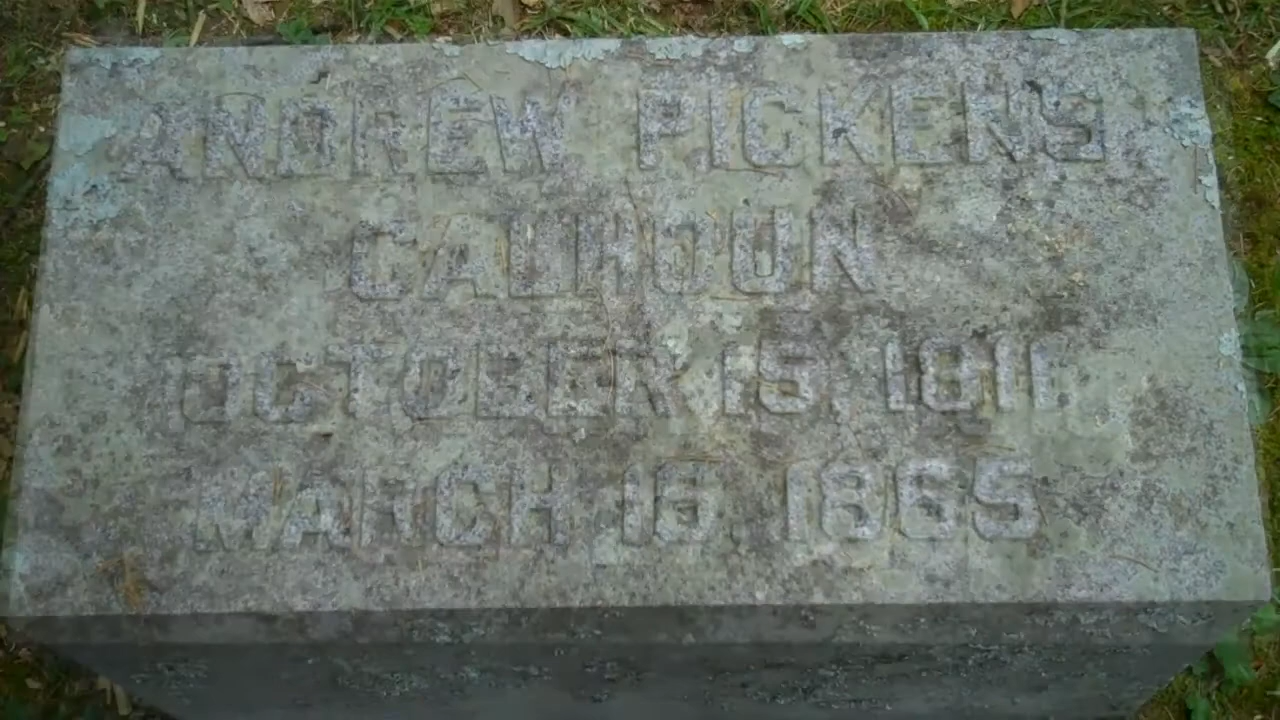 ANDREW PICKENS
CALHOUN
OCTOBER 15, 1811
MARCH 16, 1865